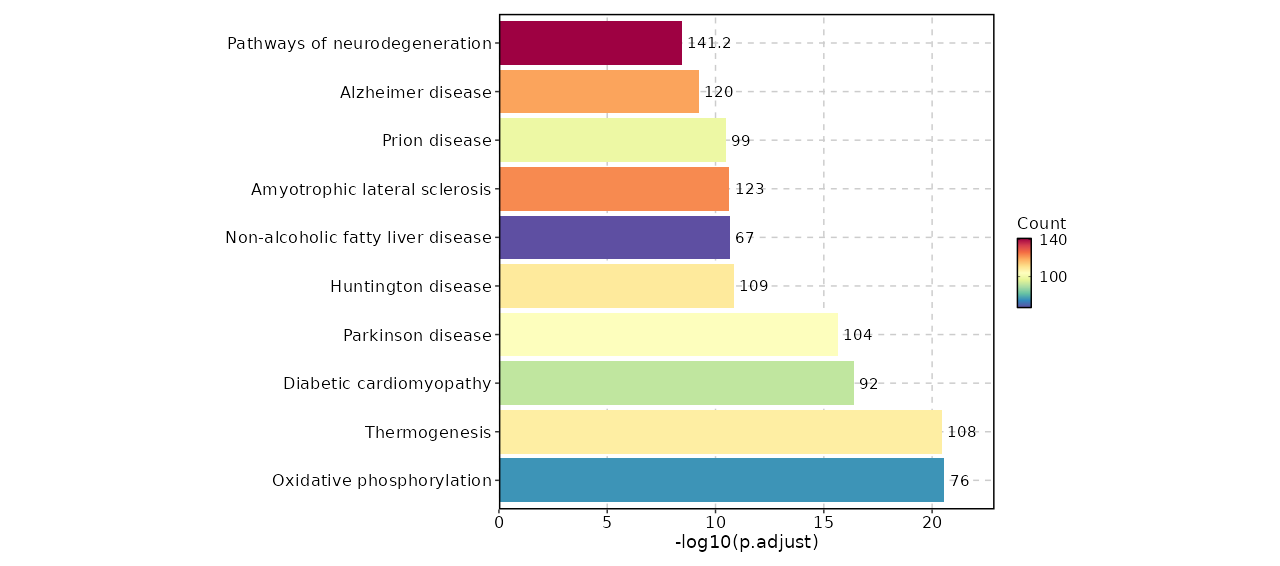 Pathways of neurodegeneration
141.2
Alzheimer disease
120
Prion disease
99
Amyotrophic lateral sclerosis
123
Non-alcoholic fatty liver disease
67
Huntington disease
109
Parkinson disease
104
Diabetic cardiomyopathy
92
Thermogenesis
108
Oxidative phosphorylation
76
0 5 10 15 20
-log10(p.adjust)
Count
140
100